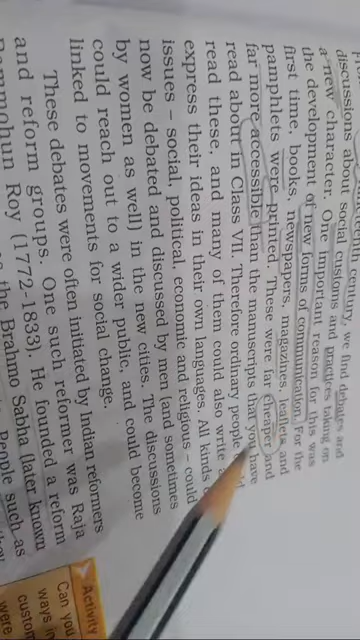 century, we find debates and
discussions about social customs and practices taking on
a new character. One important reason for this was
the development of new forms of communication. For the
first time, books, newspapers, magazines, leaflets and
pamphlets were printed. These were far cheaper and
far more accessible than the manuscripts that you have
read about in Class VII. Therefore ordinary people
read these, and many of them could also write
express their ideas in their own languages. All kinds
issues – social, political, economic and religious – could
now be debated and discussed by men (and sometimes
by women as well) in the new cities. The discussions
could reach out to a wider public, and could become
linked to movements for social change.
These debates were often initiated by Indian reformers
and reform groups. One such reformer was Raja
Rammohun Roy (1772-1833). He founded a reform
the Brahmo Sabha (later known
People such as
Activity
Can you
ways in
custom
were